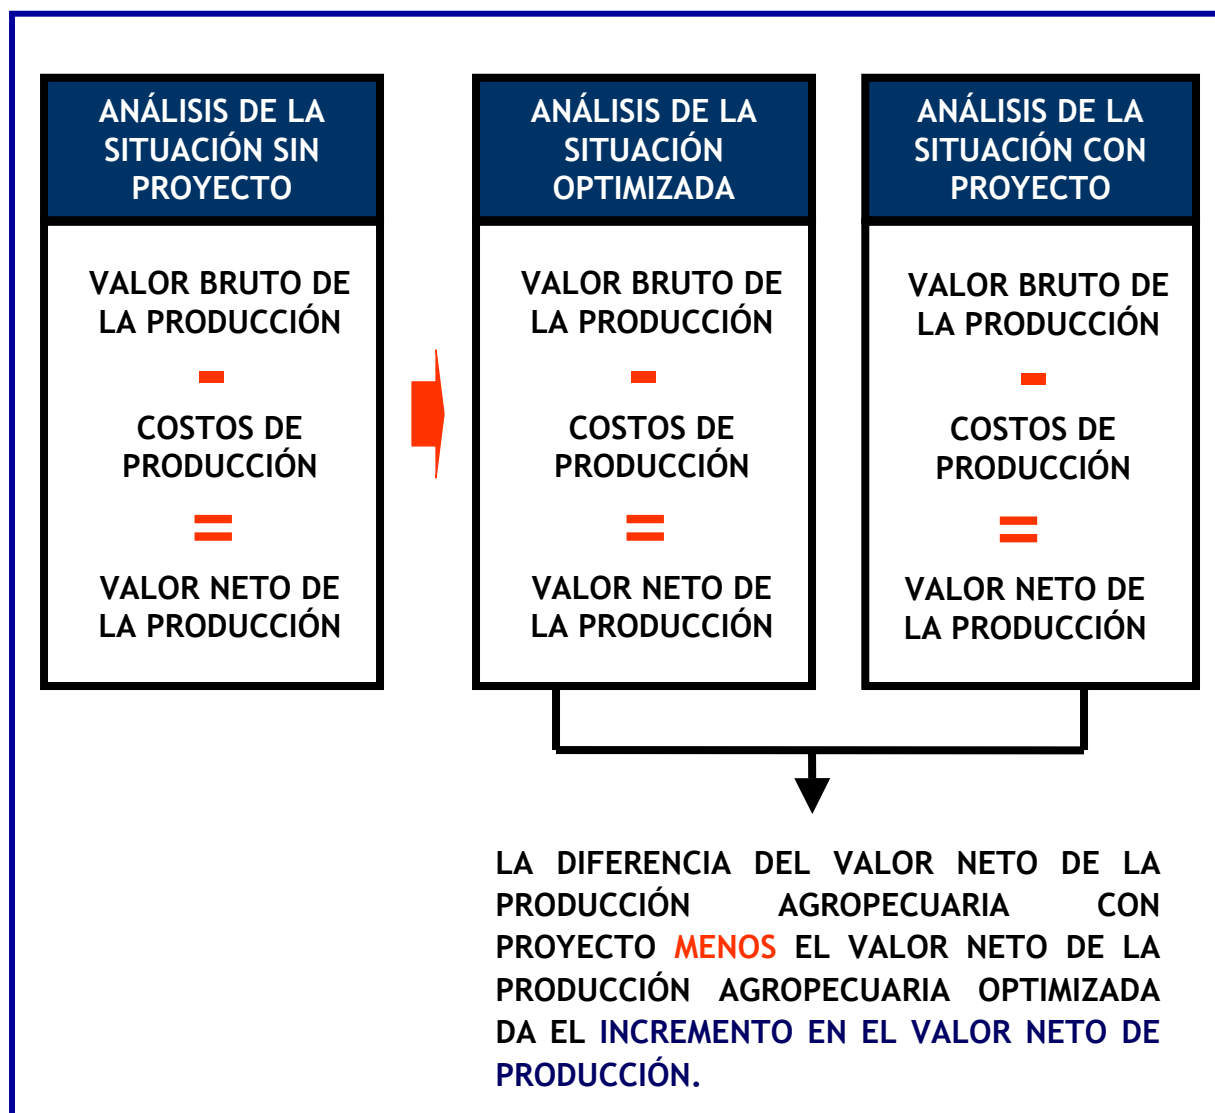 ANÁLISIS DE LA
SITUACIÓN SIN
PROYECTO
VALOR BRUTO DE
LA PRODUCCIÓN
-
COSTOS DE
PRODUCCIÓN
=
VALOR NETO DE
LA PRODUCCIÓN
ANÁLISIS DE LA
SITUACIÓN
OPTIMIZADA
VALOR BRUTO DE
LA PRODUCCIÓN
-
COSTOS DE
PRODUCCIÓN
=
VALOR NETO DE
LA PRODUCCIÓN
ANÁLISIS DE LA
SITUACIÓN CON
PROYECTO
VALOR BRUTO DE
LA PRODUCCIÓN
-
COSTOS DE
PRODUCCIÓN
=
VALOR NETO DE
LA PRODUCCIÓN
LA DIFERENCIA DEL VALOR NETO DE LA
PRODUCCIÓN AGROPECUARIA CON
PROYECTO MENOS EL VALOR NETO DE LA
PRODUCCIÓN AGROPECUARIA OPTIMIZADA
DA EL INCREMENTO EN EL VALOR NETO DE
PRODUCCIÓN.